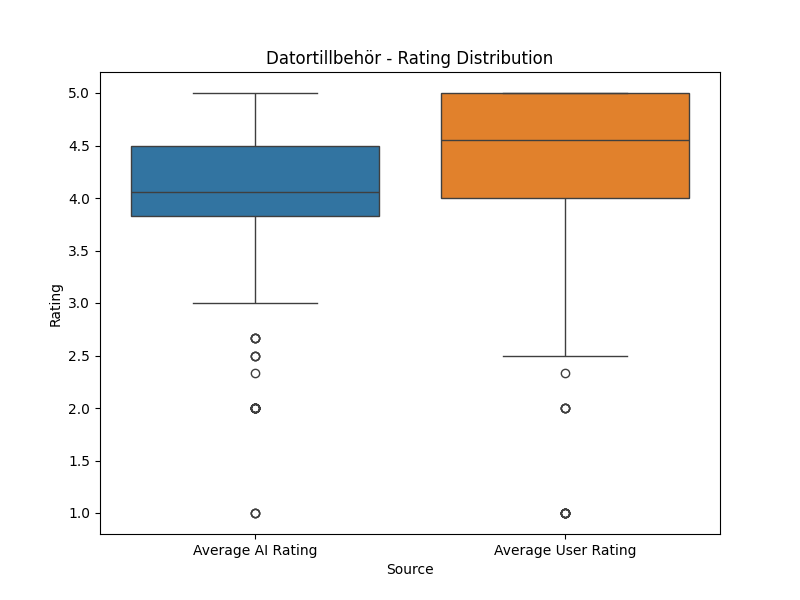 Datortillbehör - Rating Distribution
5.0
4.5
4.0
3.5
3.0
2.5
2.0
1.5
1.0
Rating
Average AI Rating
Average User Rating
Source